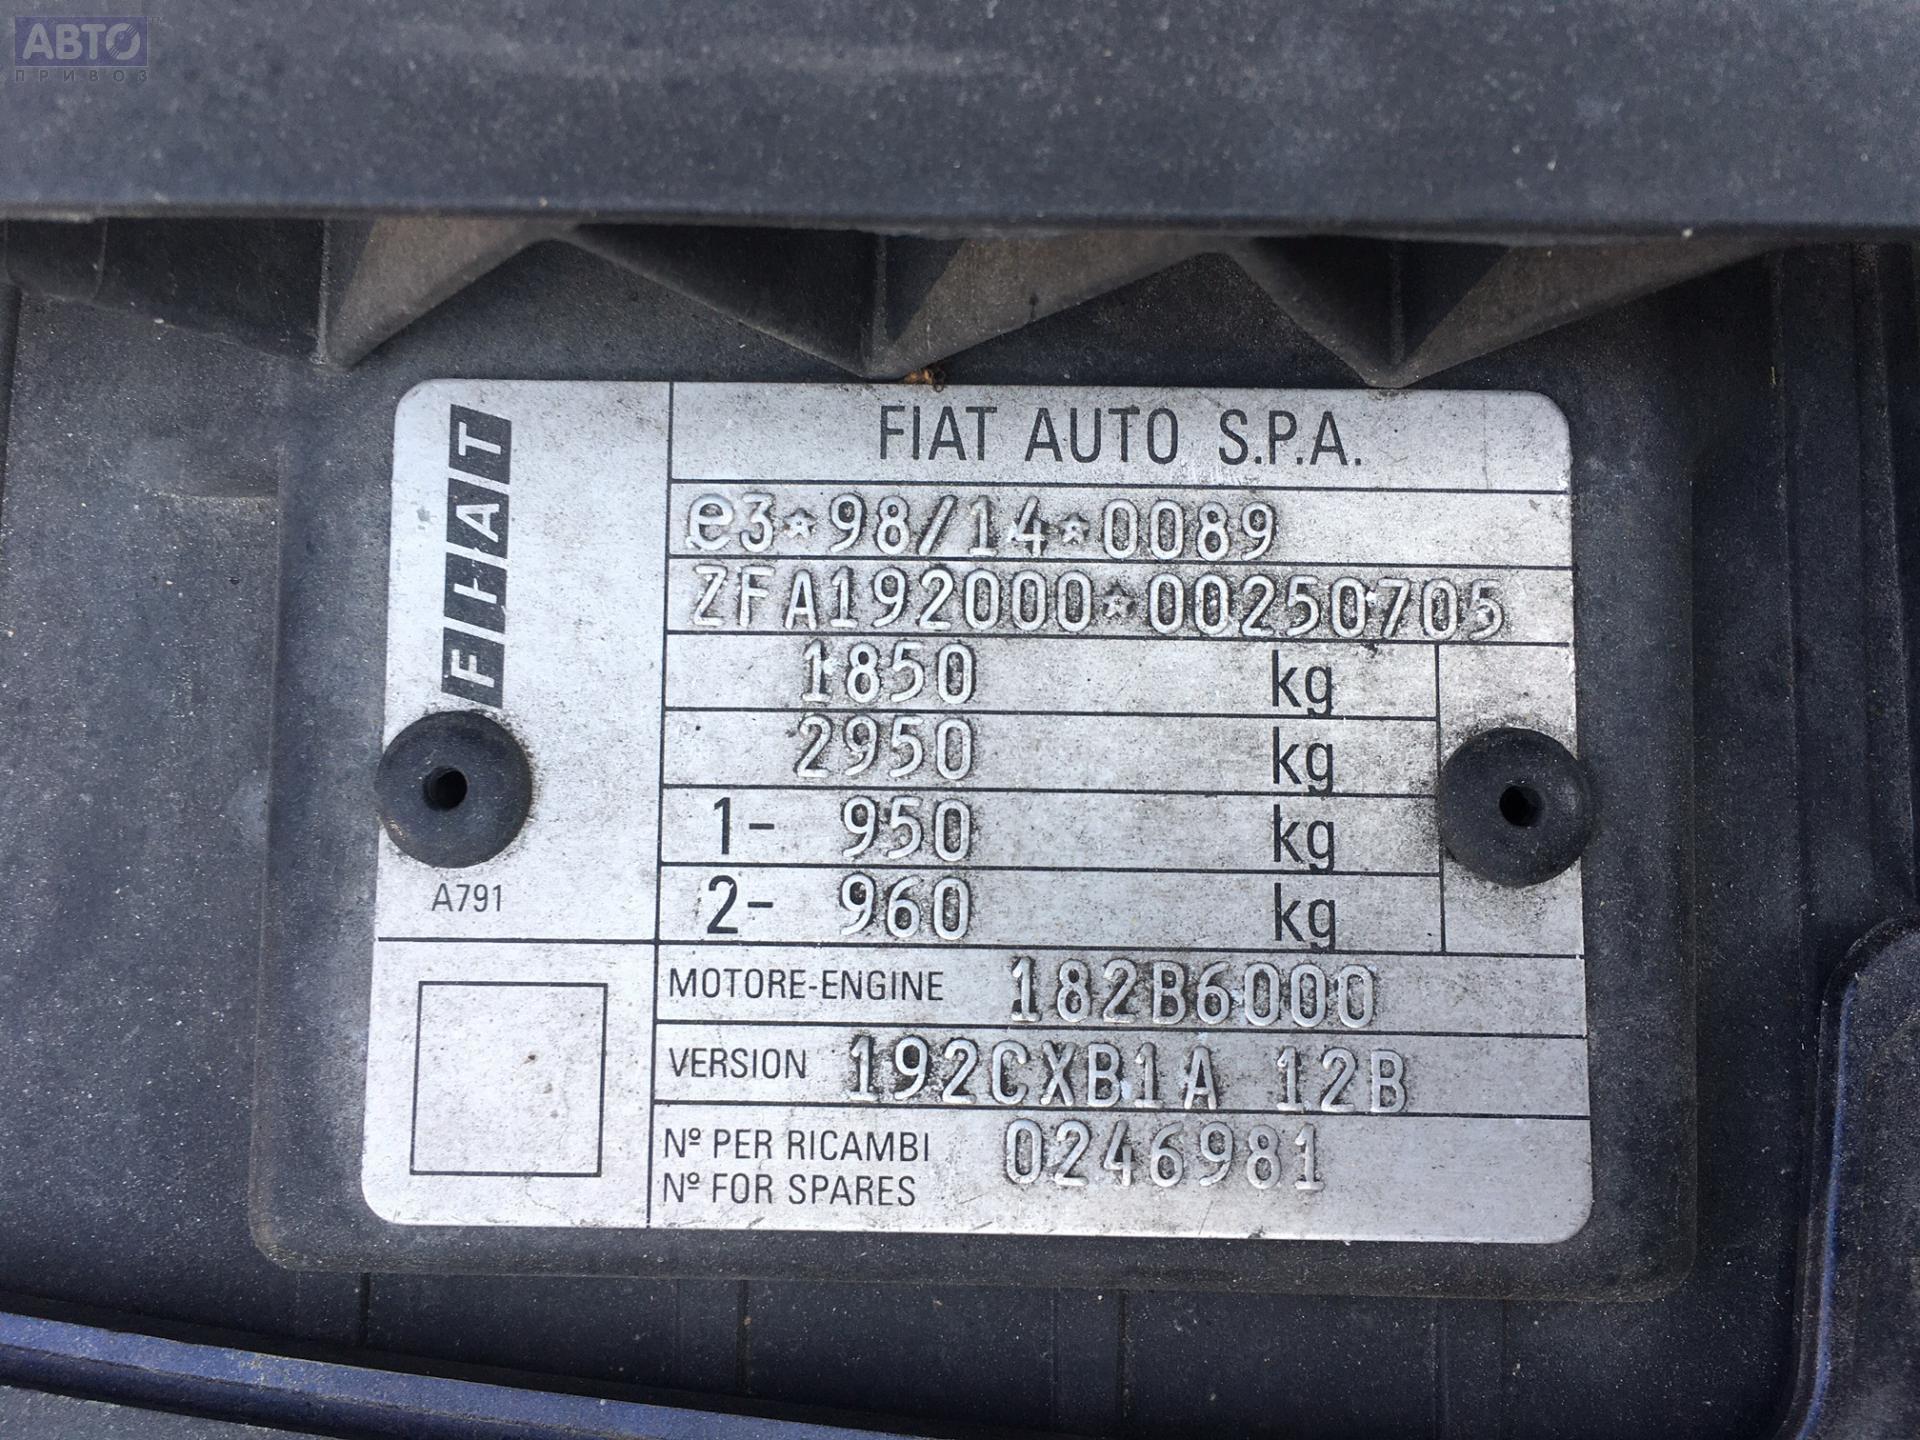 АВТО
ПРИВОЗ
FIAT
FIAT AUTO S.P.A.
e3*98/14*0089
ZFA192000*00250705
1850 kg
2950 kg
1- 950 kg
2- 960 kg
A791
MOTORE-ENGINE 182B6000
VERSION 192CXB1A 12B
Nº PER RICAMBI 0246981
Nº FOR SPARES